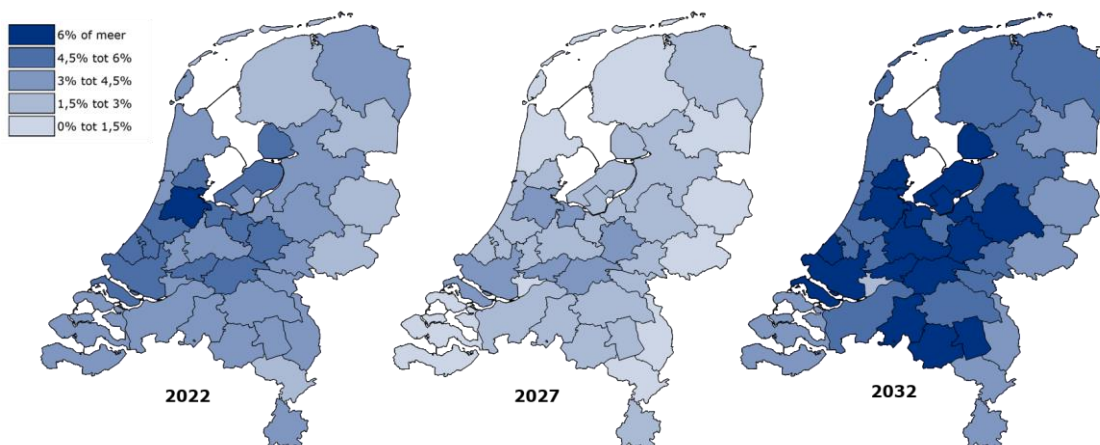 6% of meer
4,5% tot 6%
3% tot 4,5%
1,5% tot 3%
0% tot 1,5%
2022
2027
2032